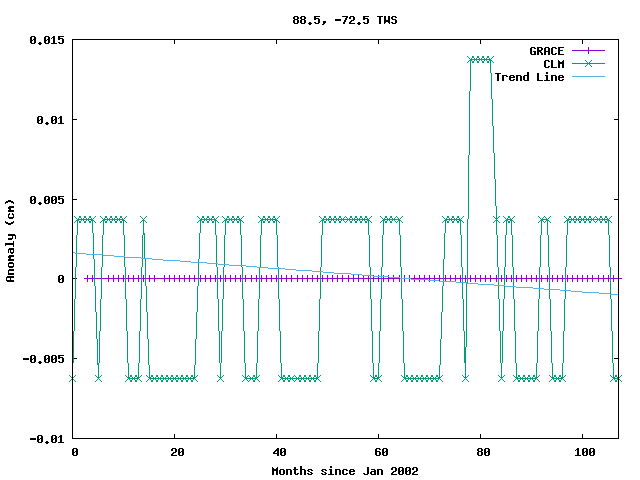 88.5, -72.5 TWS
0.015
0.01
0.005
0
-0.005
-0.01
Anomaly (cm)
GRACE
CLM
Trend Line
0 20 40 60 80 100
Months since Jan 2002